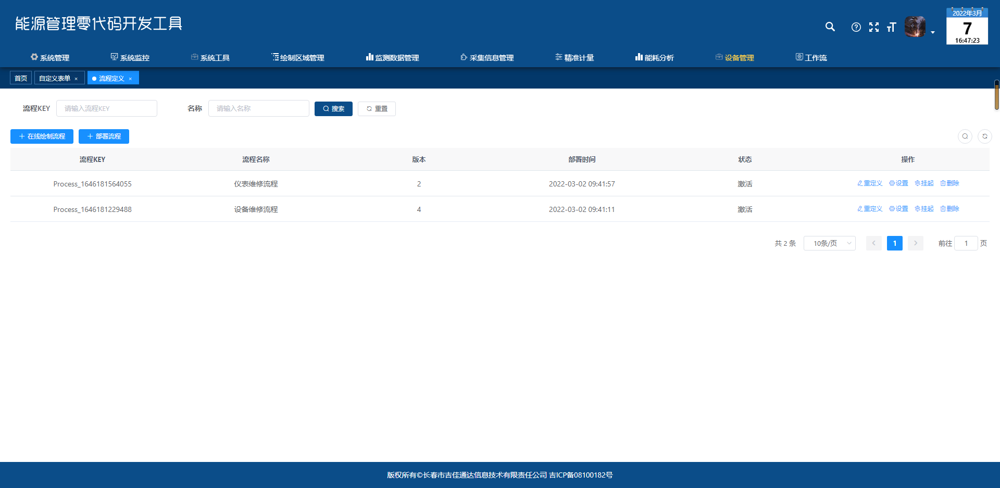 能源管理零代码开发工具
2022年3月
7
16:47:23
系统管理 系统监控 系统工具 绘制区域管理 监测数据管理 采集信息管理 精准计量 能耗分析 设备管理 工作流
首页 自定义表单 × 流程定义 ×
流程KEY 请输入流程KEY 名称 请输入名称 搜索 重置
在线绘制流程 部署流程
流程KEY 流程名称 版本 部署时间 状态 操作
Process_1646181564055 仪表维修流程 2 2022-03-02 09:41:57 激活 重定义 设置 挂起 删除
Process_1646181229488 设备维修流程 4 2022-03-02 09:41:11 激活 重定义 设置 挂起 删除
共 2 条 10条/页 1 前往 1 页
版权所有©长春市吉佳通达信息技术有限责任公司 吉ICP备08100182号